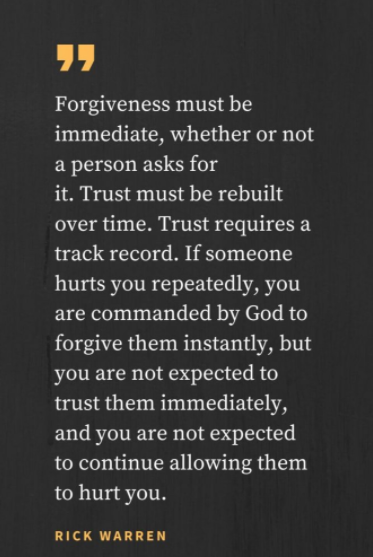 ”
Forgiveness must be
immediate, whether or not
a person asks for
it. Trust must be rebuilt
over time. Trust requires a
track record. If someone
hurts you repeatedly, you
are commanded by God to
forgive them instantly, but
you are not expected to
trust them immediately,
and you are not expected
to continue allowing them
to hurt you.
RICK WARREN